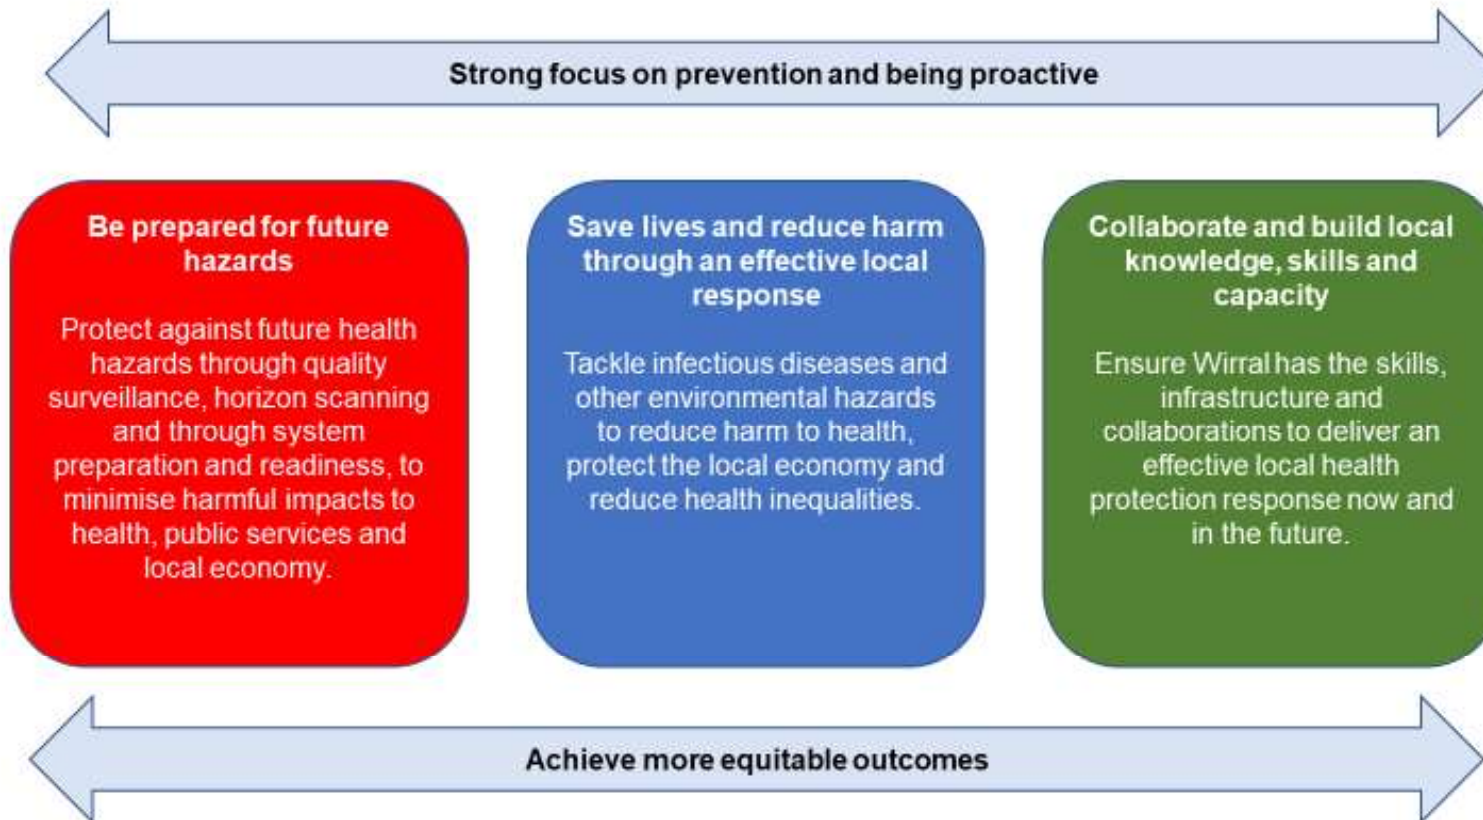 Strong focus on prevention and being proactive
Be prepared for future
hazards
Protect against future health
hazards through quality
surveillance, horizon scanning
and through system
preparation and readiness, to
minimise harmful impacts to
health, public services and
local economy.
Save lives and reduce harm
through an effective local
response
Tackle infectious diseases and
other environmental hazards
to reduce harm to health,
protect the local economy and
reduce health inequalities.
Collaborate and build local
knowledge, skills and
capacity
Ensure Wirral has the skills,
infrastructure and
collaborations to deliver an
effective local health
protection response now and
in the future.
Achieve more equitable outcomes